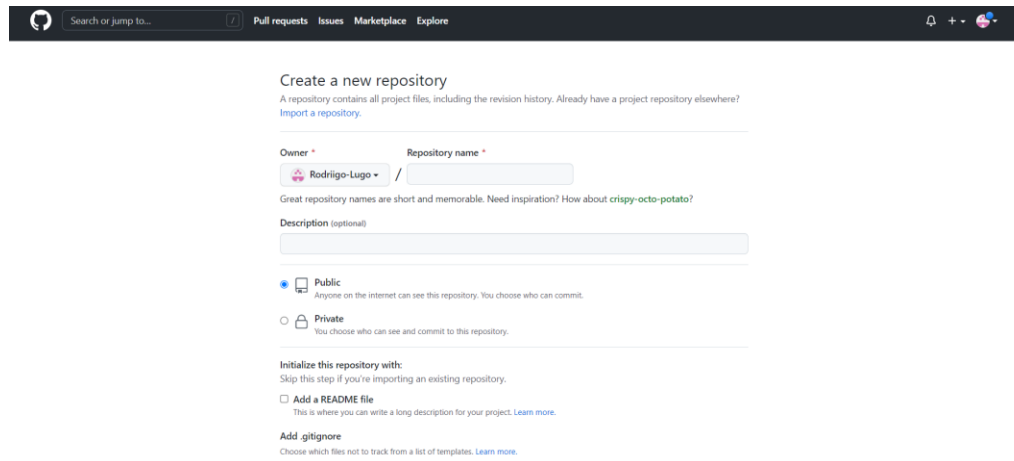 Search or jump to... /
Pull requests Issues Marketplace Explore
Create a new repository
A repository contains all project files, including the revision history. Already have a project repository elsewhere?
Import a repository.
Owner * Repository name *
Rodriigo-Lugo /
Great repository names are short and memorable. Need inspiration? How about crispy-octo-potato?
Description (optional)
Public
Anyone on the internet can see this repository. You choose who can commit.
Private
You choose who can see and commit to this repository.
Initialize this repository with:
Skip this step if you're importing an existing repository.
Add a README file
This is where you can write a long description for your project. Learn more.
Add .gitignore
Choose which files not to track from a list of templates. Learn more.